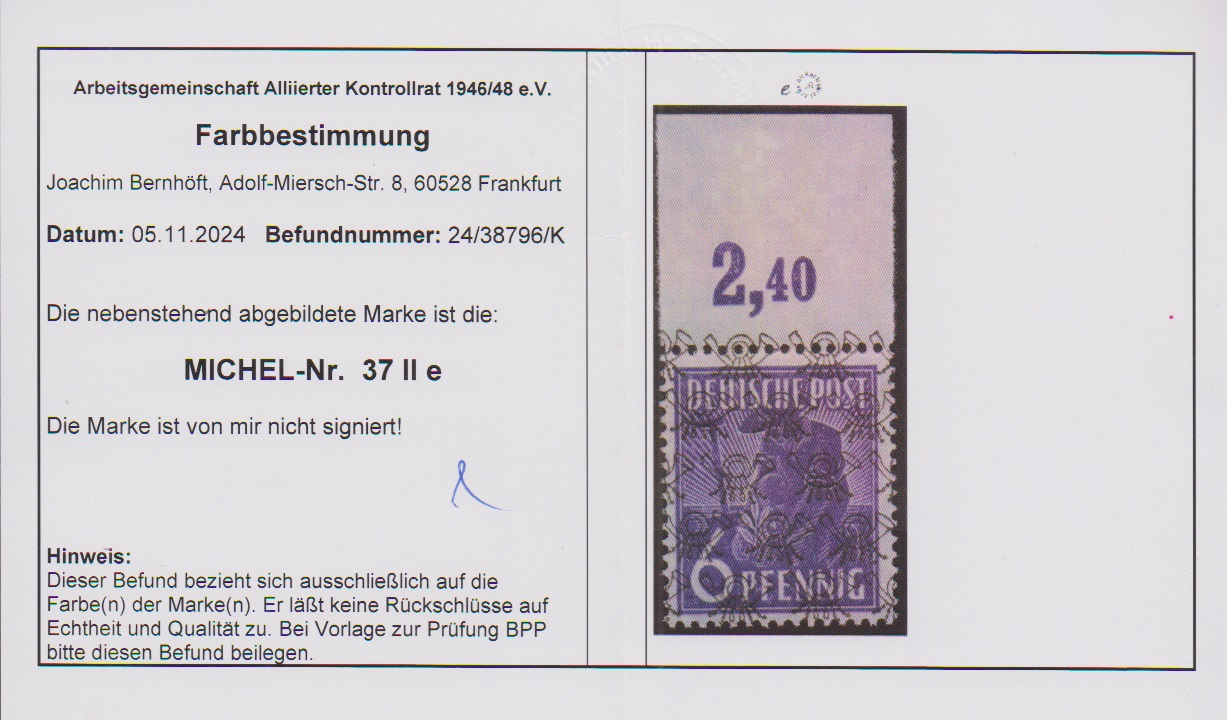 Arbeitsgemeinschaft Alliierter Kontrollrat 1946/48 e.V.
Farbbestimmung
Joachim Bernhöft, Adolf-Miersch-Str. 8, 60528 Frankfurt
Datum: 05.11.2024 Befundnummer: 24/38796/K
Die nebenstehend abgebildete Marke ist die:
MICHEL-Nr. 37 II e
Die Marke ist von mir nicht signiert!
Hinweis:
Dieser Befund bezieht sich ausschließlich auf die
Farbe(n) der Marke(n). Er läßt keine Rückschlüsse auf
Echtheit und Qualität zu. Bei Vorlage zur Prüfung BPP
bitte diesen Befund beilegen.
e
2,40
DEUTSCHE POST
6 PFENNIG